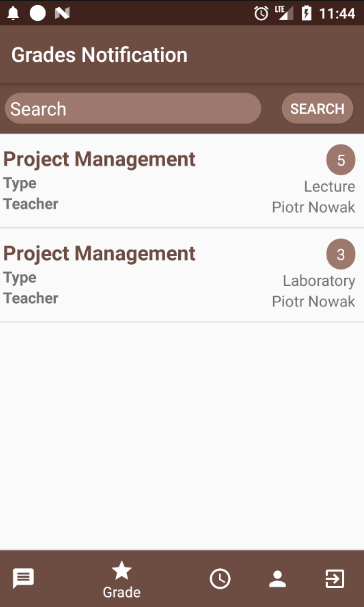 LTE 11:44
Grades Notification
Search SEARCH
Project Management 5
Type Lecture
Teacher Piotr Nowak
Project Management 3
Type Laboratory
Teacher Piotr Nowak
Grade